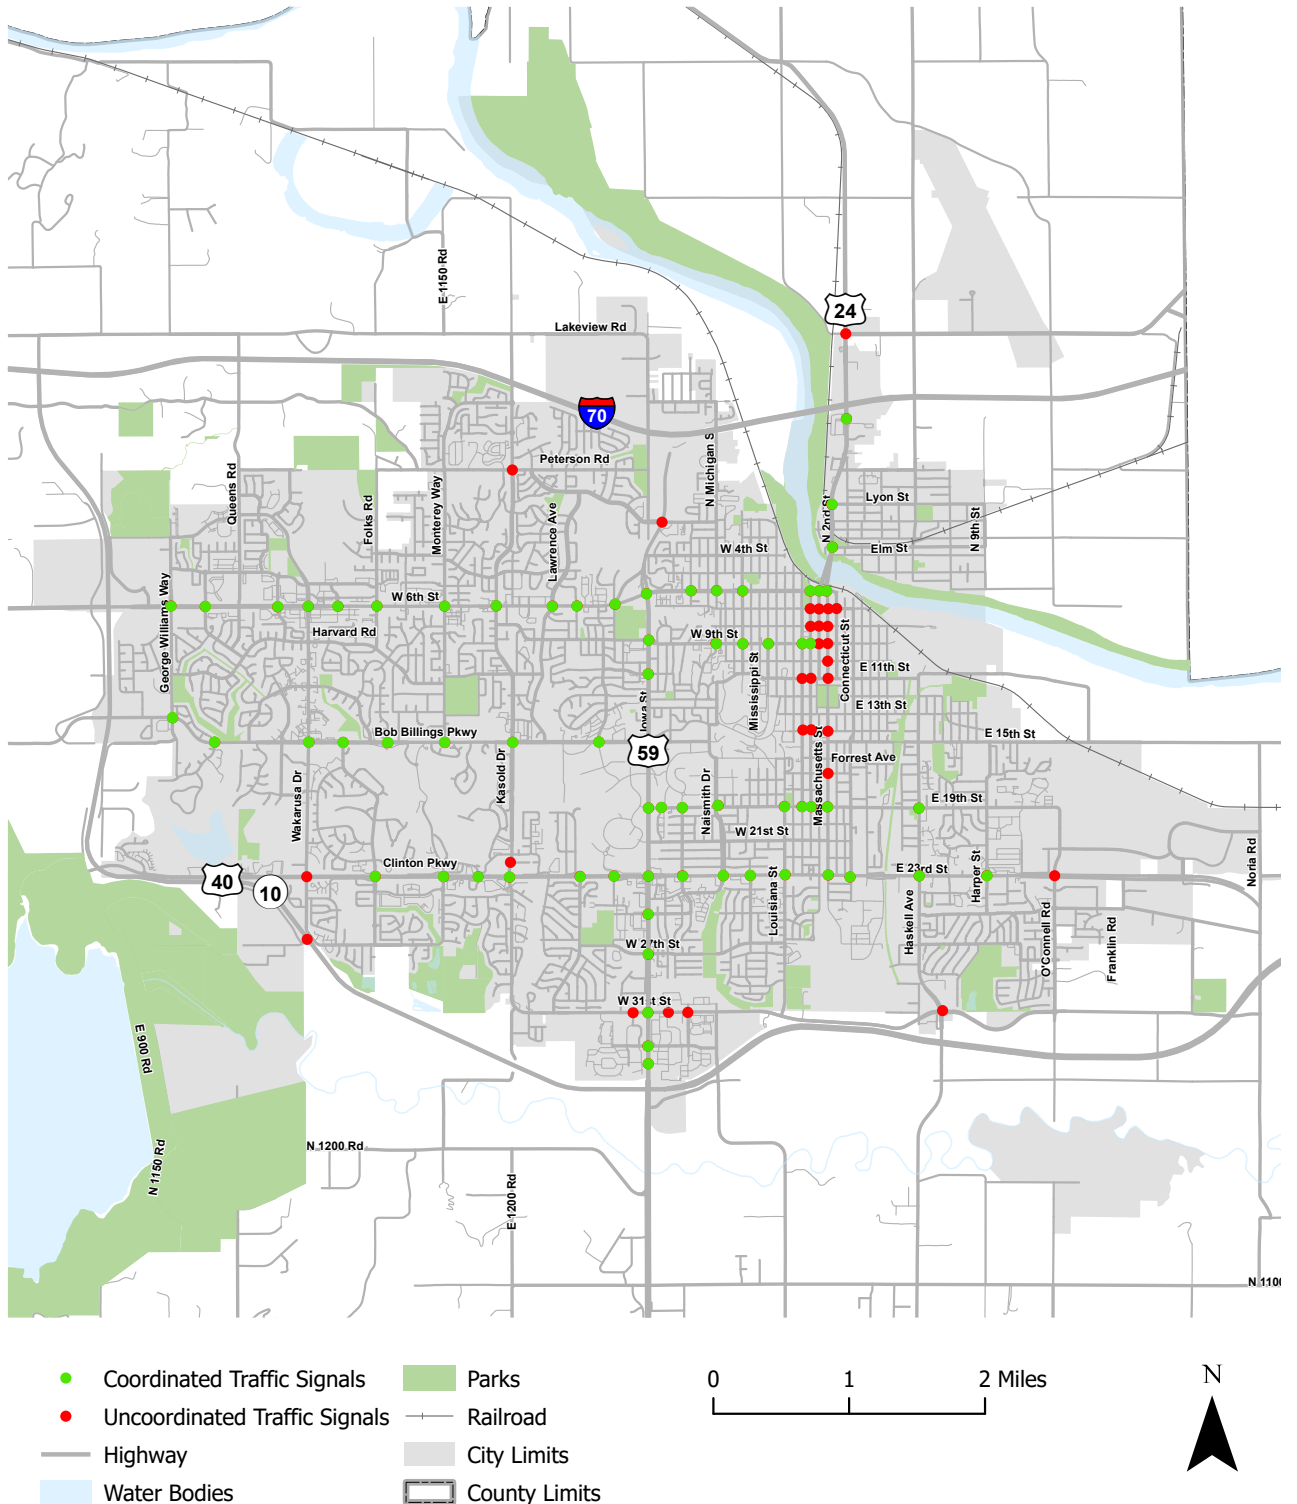 24
E 1150 Rd
Lakeview Rd
70
Peterson Rd
N Michigan S
Queens Rd
Folks Rd
Monterey Way
Lawrence Ave
N 2nd St
Lyon St
N 9th St
Elm St
W 4th St
W 6th St
George Williams Way
Harvard Rd
W 9th St
Connecticut St
E 11th St
Mississippi St
Iowa St
E 13th St
Bob Billings Pkwy
E 15th St
59
Kasold Dr
Forrest Ave
Massachusetts St
Naismith Dr
Wakarusa Dr
E 19th St
W 21st St
Clinton Pkwy
E 23rd St
Harper St
Noria Rd
40
10
Louisiana St
Haskell Ave
O'Connell Rd
Franklin Rd
W 27th St
W 31st St
E 900 Rd
N 1200 Rd
N 1150 Rd
E 1200 Rd
N 1100
Coordinated Traffic Signals
Uncoordinated Traffic Signals
Highway
Water Bodies
Parks
Railroad
City Limits
County Limits
0 1 2 Miles
N